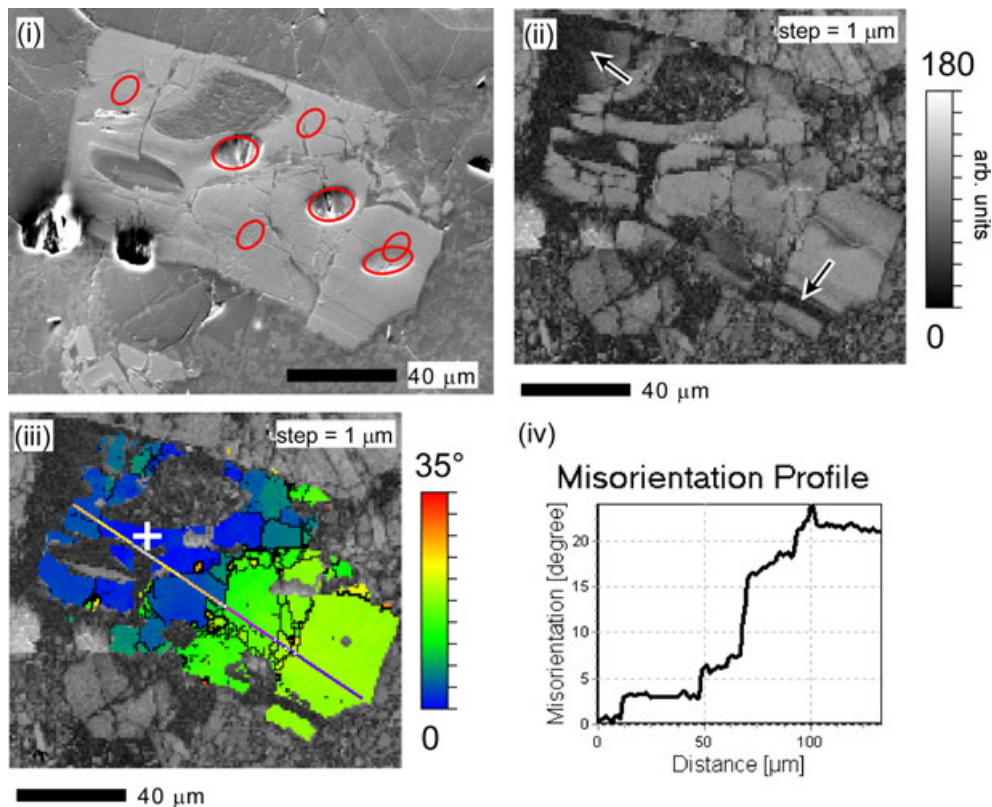 (i)
40 μm
(ii)
step = 1 μm
180
arb. units
0
40 μm
(iii)
step = 1 μm
35°
0
40 μm
(iv)
Misorientation Profile
Misorientation [degree]
20
15
10
5
0
0
50
100
Distance [μm]